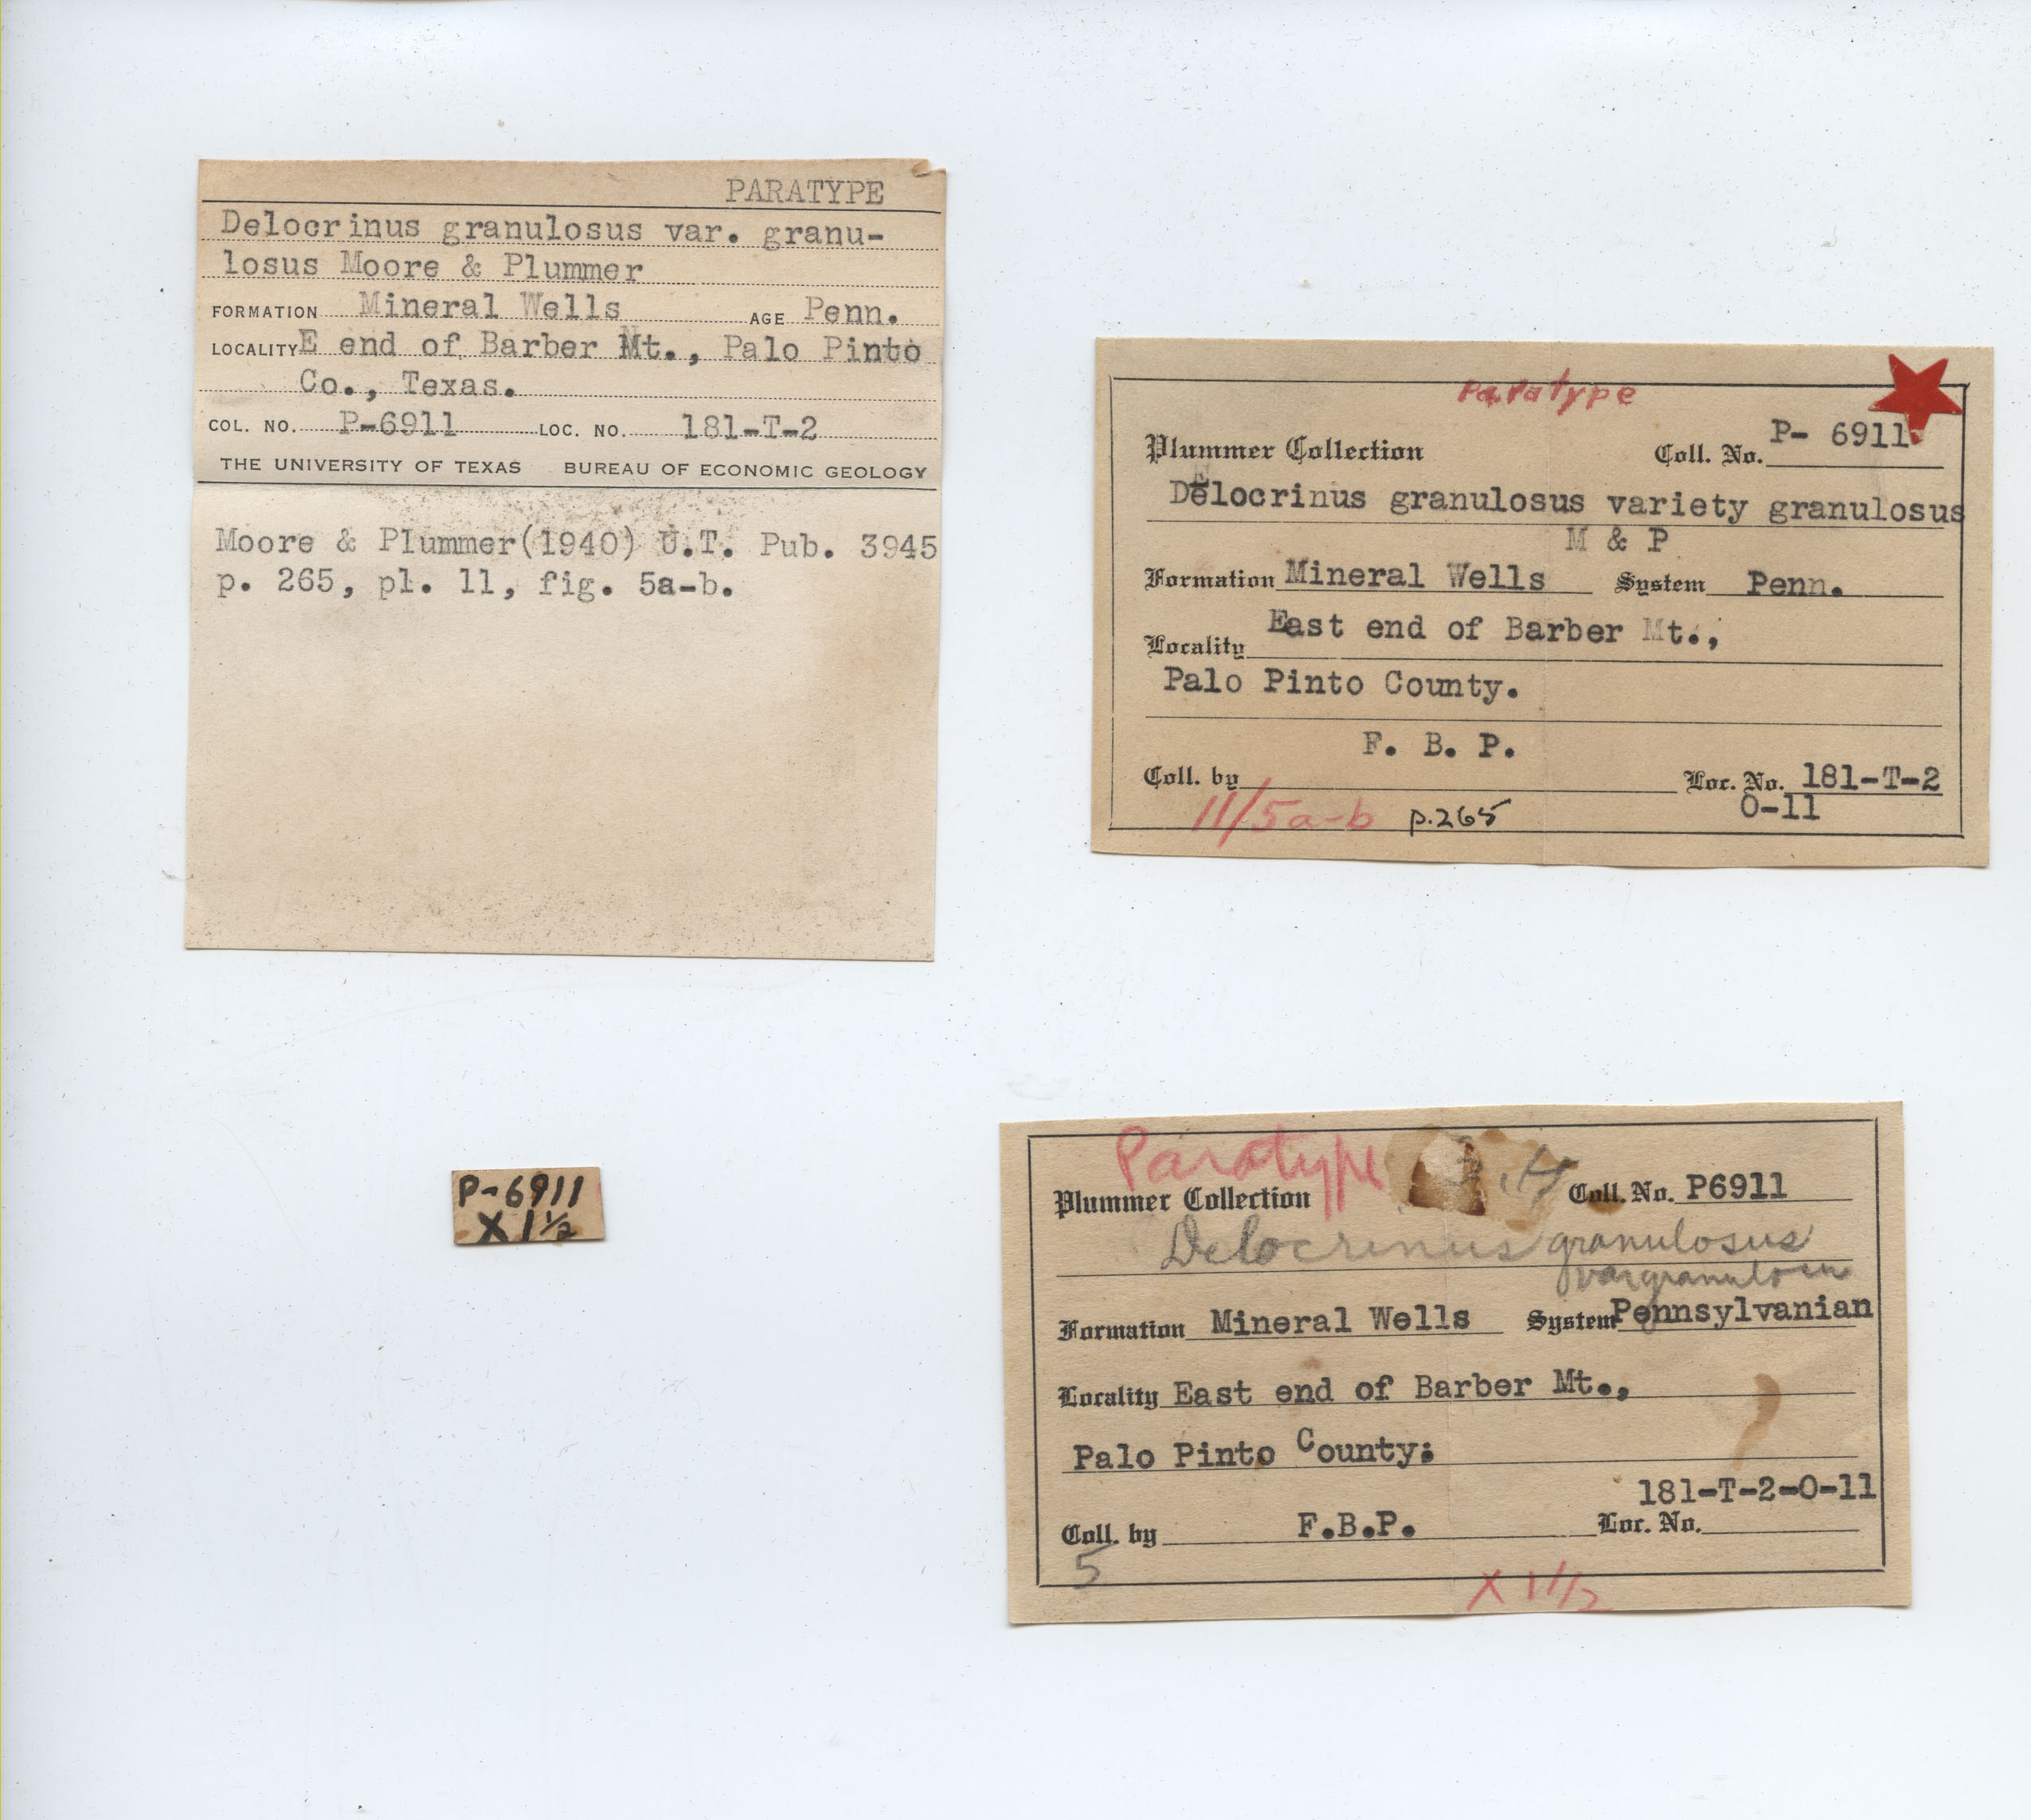 PARATYPE
Delocrinus granulosus var. granu-
losus Moore & Plummer
FORMATION Mineral Wells AGE Penn.
LOCALITY E end of Barber Mt., Palo Pinto
Co., Texas.
COL. NO. P-6911 LOC. NO. 181-T-2
THE UNIVERSITY OF TEXAS BUREAU OF ECONOMIC GEOLOGY
Moore & Plummer(1940) U.T. Pub. 3945
p. 265, pl. 11, fig. 5a-b.
Paratype
Plummer Collection Coll. No. P- 6911
Delocrinus granulosus variety granulosus
M & P
Formation Mineral Wells System Penn.
Locality East end of Barber Mt.,
Palo Pinto County.
F. B. P.
Coll. by Loc. No. 181-T-2
O-11
11/5a-b p.265
P-6911
X 1½
Paratype
Plummer Collection Coll. No. P6911
Delocrinus granulosus
var granulosus
Formation Mineral Wells System Pennsylvanian
Locality East end of Barber Mt.,
Palo Pinto County.
181-T-2-O-11
Coll. by F.B.P. Loc. No.
5
X 1 1/2